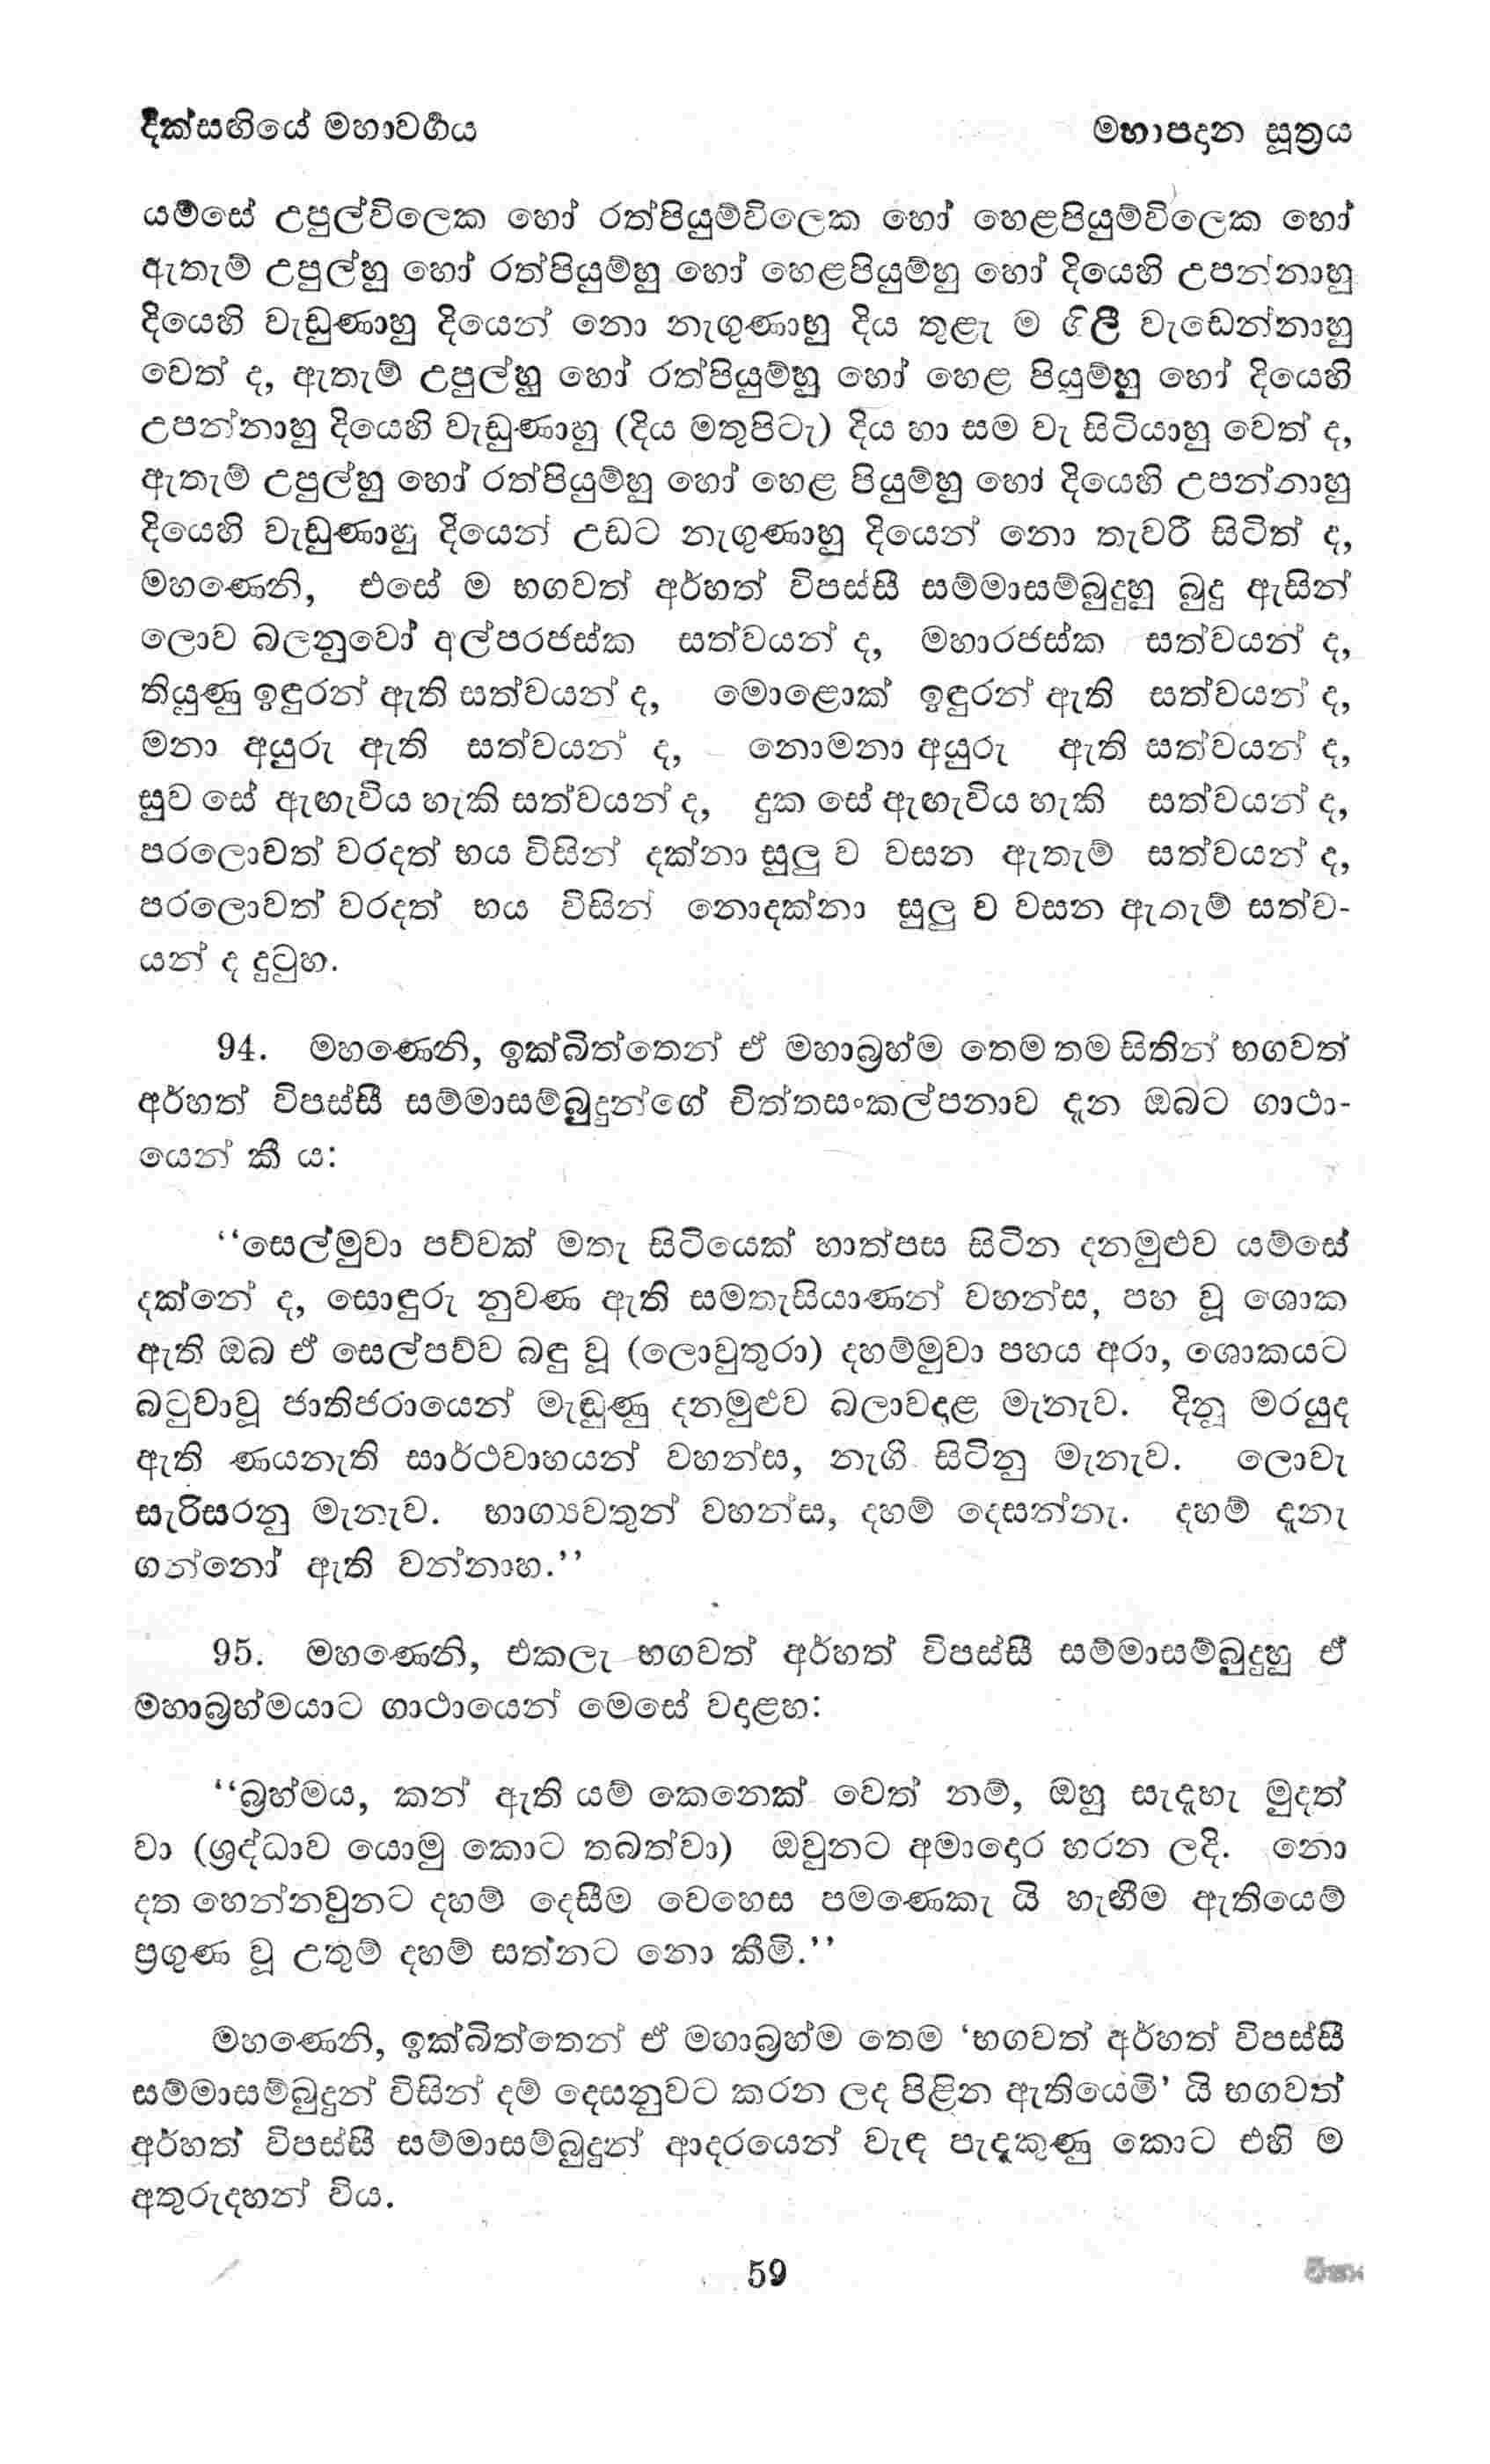 දික්සඟියේ මහාවර්‍ගය
මහාපදාන සූත්‍රය
යම්සේ උපුල්විලෙක හෝ රත්පියුම්විලෙක හෝ හෙළපියුම්විලෙක හෝ
ඇතැම් උපුල්හු හෝ රත්පියුම්හු හෝ හෙළපියුම්හු හෝ දියෙහි උපන්නාහු
දියෙහි වැඩුණාහු දියෙන් නො නැගුණාහු දිය තුළැ ම ගිලී වැඩෙන්නාහු
වෙත් ද, ඇතැම් උපුල්හු හෝ රත්පියුම්හු හෝ හෙළ පියුම්හු හෝ දියෙහි
උපන්නාහු දියෙහි වැඩුණාහු (දිය මතුපිටැ) දිය හා සම වැ සිටියාහු වෙත් ද,
ඇතැම් උපුල්හු හෝ රත්පියුම්හු හෝ හෙළ පියුම්හු හෝ දියෙහි උපන්නාහු
දියෙහි වැඩුණාහු දියෙන් උඩට නැගුණාහු දියෙන් නො තැවරී සිටිත් ද,
මහණෙනි, එසේ ම භගවත් අර්හත් විපස්සී සම්මාසම්බුදුහු බුදු ඇසින්
ලොව බලනුවෝ අල්පරජස්ක සත්වයන් ද, මහාරජස්ක සත්වයන් ද,
තියුණු ඉඳුරන් ඇති සත්වයන් ද, මොළොක් ඉඳුරන් ඇති සත්වයන් ද,
මනා අයුරු ඇති සත්වයන් ද, නොමනා අයුරු ඇති සත්වයන් ද,
සුව සේ ඇඟැවිය හැකි සත්වයන් ද, දුක සේ ඇඟැවිය හැකි සත්වයන් ද,
පරලොවත් වරදත් භය විසින් දක්නා සුලු ව වසන ඇතැම් සත්වයන් ද,
පරලොවත් වරදත් භය විසින් නොදක්නා සුලු ව වසන ඇතැම් සත්ව-
යන් ද දුටුහ.
94. මහණෙනි, ඉක්බිත්තෙන් ඒ මහාබ්‍රහ්ම තෙම තම සිතින් භගවත්
අර්හත් විපස්සී සම්මාසම්බුදුන්ගේ චිත්තසංකල්පනාව දැන ඔබට ගාථා-
යෙන් කී ය:
‘‘සෙල්මුවා පව්වක් මතැ සිටියෙක් හාත්පස සිටින දනමුළුව යම්සේ
දක්නේ ද, සොඳුරු නුවණ ඇති සමතැසියාණන් වහන්ස, පහ වූ ශොක
ඇති ඔබ ඒ සෙල්පව්ව බඳු වූ (ලොවුතුරා) දහම්මුවා පහය අරා, ශොකයට
බටුවාවූ ජාතිජරායෙන් මැඬුණු දනමුළුව බලාවදාළ මැනැව. දිනූ මරයුද
ඇති ණයනැති සාර්ථවාහයන් වහන්ස, නැගී සිටිනු මැනැව. ලොවැ
සැරිසරනු මැනැව. භාග්‍යවතුන් වහන්ස, දහම් දෙසන්නැ. දහම් දැනැ
ගන්නෝ ඇති වන්නාහ.’’
95. මහණෙනි, එකලැ භගවත් අර්හත් විපස්සී සම්මාසම්බුදුහු ඒ
මහාබ්‍රහ්මයාට ගාථායෙන් මෙසේ වදාළහ:
‘‘බ්‍රහ්මය, කන් ඇති යම් කෙනෙක් වෙත් නම්, ඔහු සැදැහැ මුදත්
වා (ශ්‍රද්ධාව යොමු කොට තබත්වා) ඔවුනට අමාදොර හරන ලදි. නො
දත හෙන්නවුනට දහම් දෙසීම වෙහෙස පමණෙකැ යි හැඟීම ඇතියෙම්
ප්‍රගුණ වූ උතුම් දහම් සත්නට නො කීමි.’’
මහණෙනි, ඉක්බිත්තෙන් ඒ මහාබ්‍රහ්ම තෙම ‘භගවත් අර්හත් විපස්සී
සම්මාසම්බුදුන් විසින් දම් දෙසනුවට කරන ලද පිළින ඇතියෙමි’ යි භගවත්
අර්හත් විපස්සී සම්මාසම්බුදුන් ආදරයෙන් වැඳ පැදැකුණු කොට එහි ම
අතුරුදහන් විය.
59